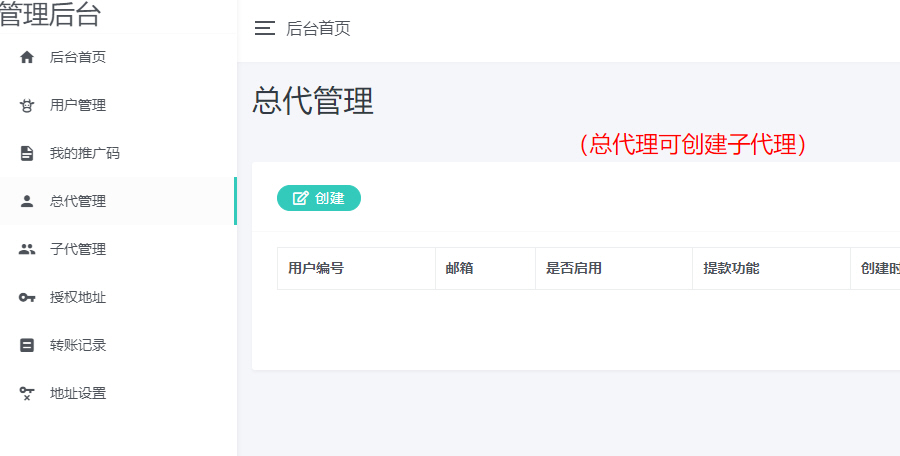 管理后台
后台首页
后台首页
用户管理
我的推广码
总代管理
子代管理
授权地址
转账记录
地址设置
总代管理
（总代理可创建子代理）
创建
用户编号 邮箱 是否启用 提款功能 创建时